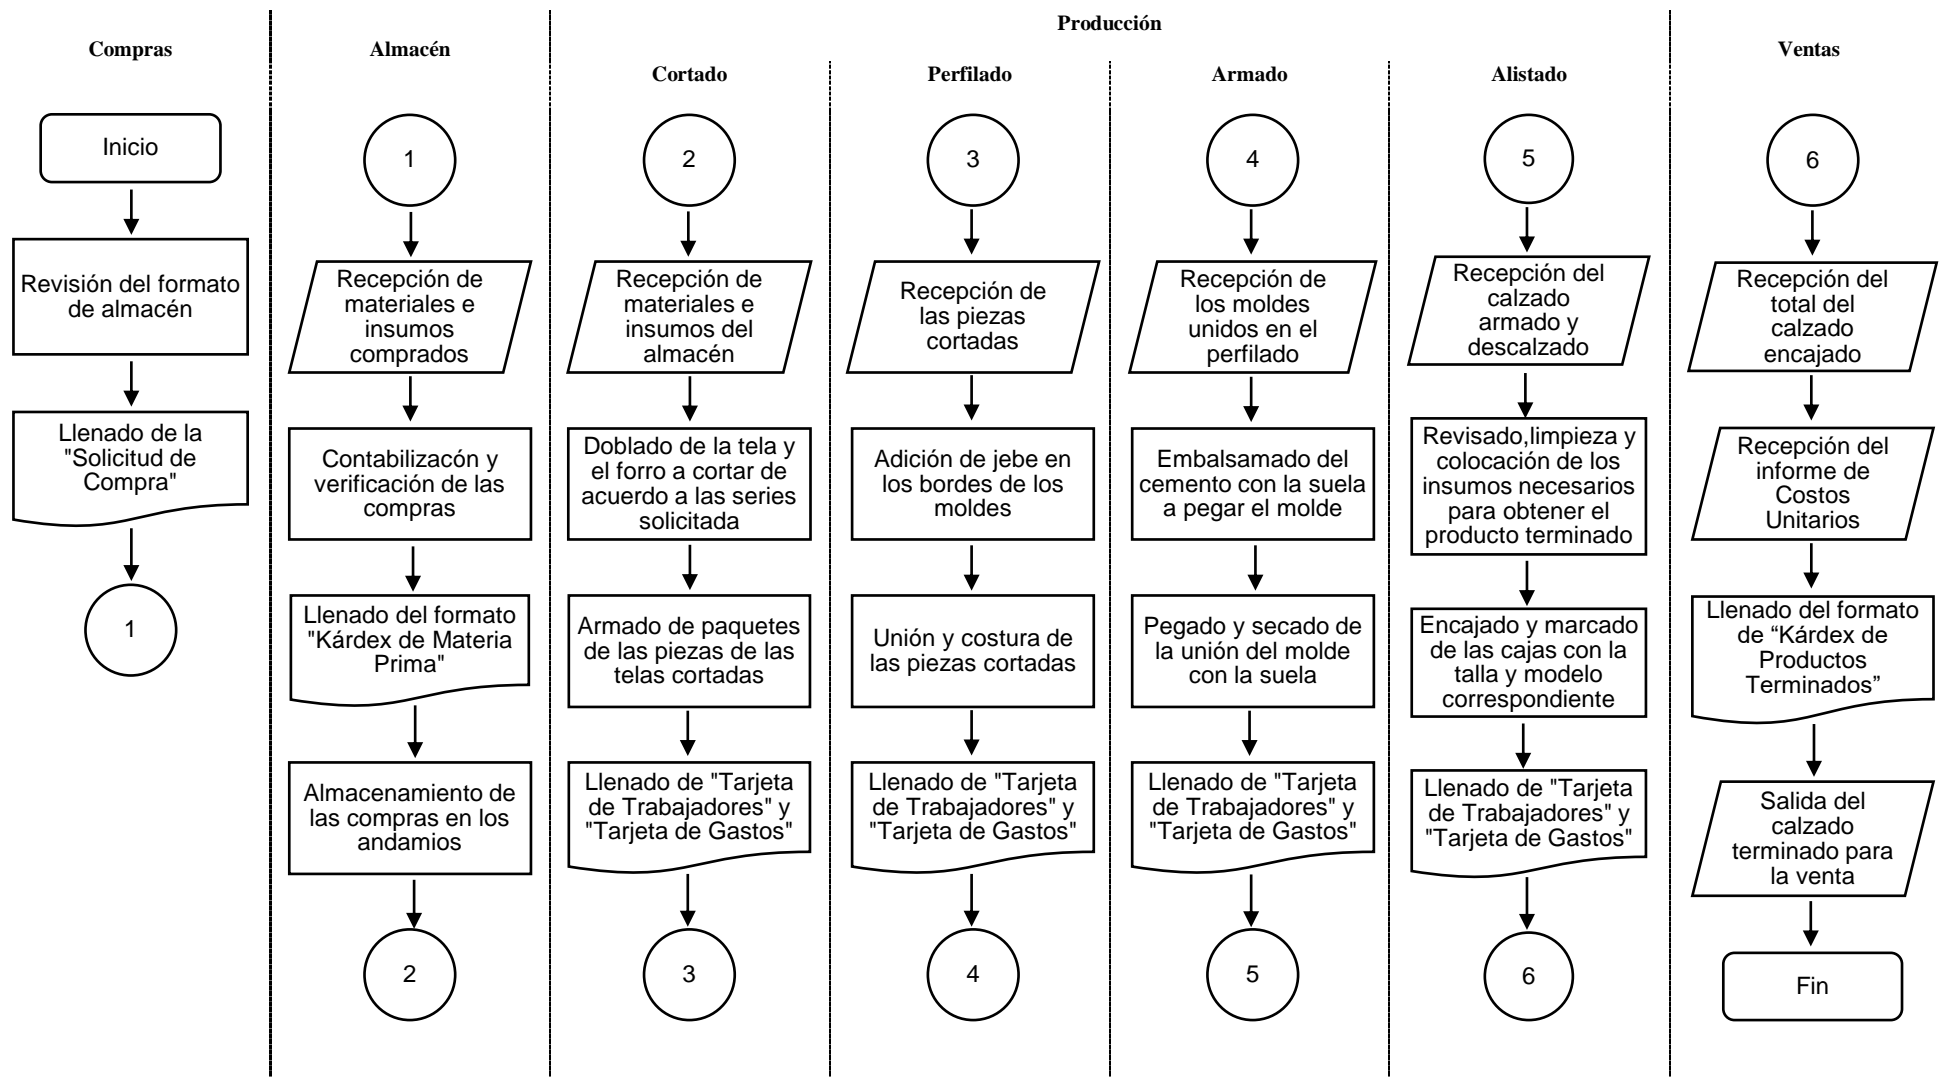 Producción
Compras
Almacén
Ventas
Cortado
Perfilado
Armado
Alistado
Inicio
Revisión del formato
de almacén
Llenado de la
"Solicitud de
Compra"
1
1
Recepción de
materiales e
insumos
comprados
Contabilizacón y
verificación de las
compras
Llenado del formato
"Kárdex de Materia
Prima"
Almacenamiento de
las compras en los
andamios
2
2
Recepción de
materiales e
insumos del
almacén
Doblado de la tela y
el forro a cortar de
acuerdo a las series
solicitada
Armado de paquetes
de las piezas de las
telas cortadas
Llenado de "Tarjeta
de Trabajadores" y
"Tarjeta de Gastos"
3
3
Recepción de
las piezas
cortadas
Adición de jebe en
los bordes de los
moldes
Unión y costura de
las piezas cortadas
Llenado de "Tarjeta
de Trabajadores" y
"Tarjeta de Gastos"
4
4
Recepción de
los moldes
unidos en el
perfilado
Embalsamado del
cemento con la suela
a pegar el molde
Pegado y secado de
la unión del molde
con la suela
Llenado de "Tarjeta
de Trabajadores" y
"Tarjeta de Gastos"
5
5
Recepción del
calzado
armado y
descalzado
Revisado,limpieza y
colocación de los
insumos necesarios
para obtener el
producto terminado
Encajado y marcado
de las cajas con la
talla y modelo
correspondiente
Llenado de "Tarjeta
de Trabajadores" y
"Tarjeta de Gastos"
6
6
Recepción del
total del
calzado
encajado
Recepción del
informe de
Costos
Unitarios
Llenado del formato
de “Kárdex de
Productos
Terminados”
Salida del
calzado
terminado para
la venta
Fin